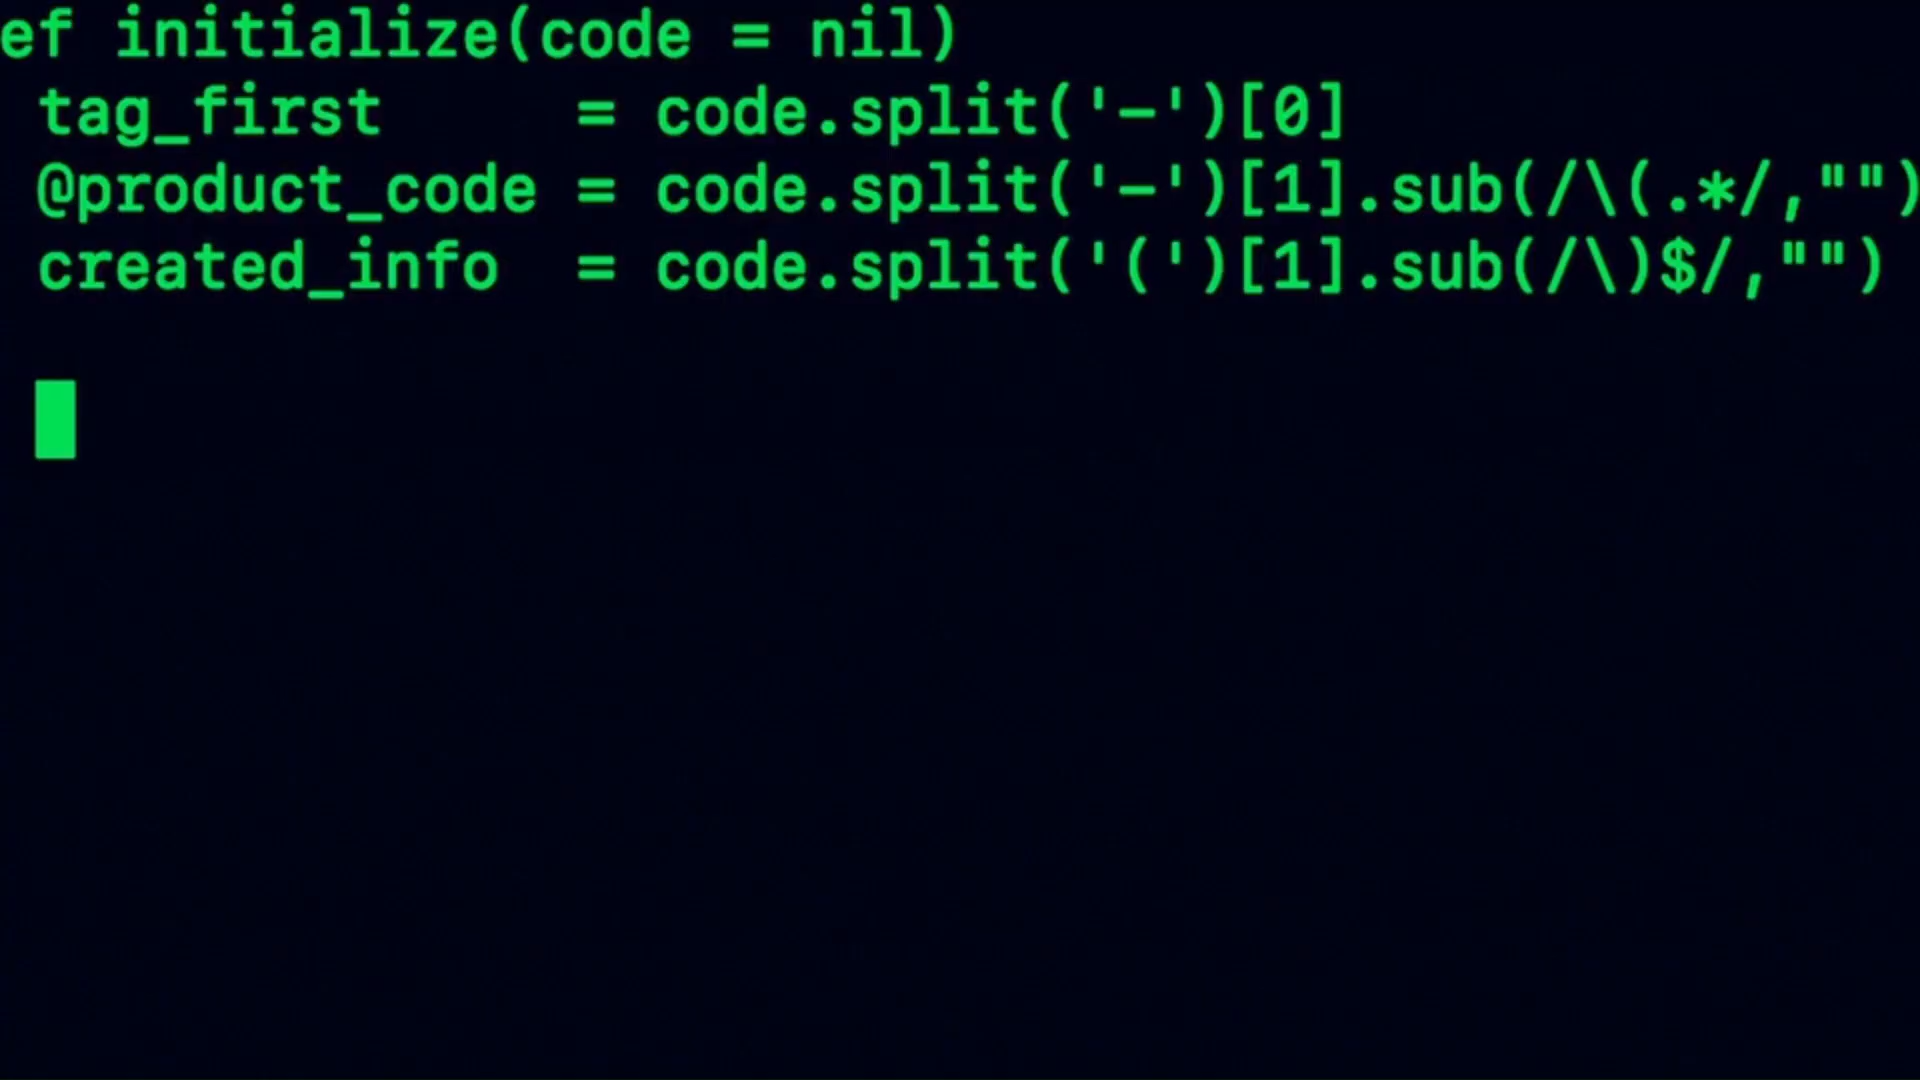 ef initialize(code = nil)
tag_first = code.split('-')[0]
@product_code = code.split('-')[1].sub(/\(.*/,"")
created_info = code.split('(')[1].sub(/\)$/,"")